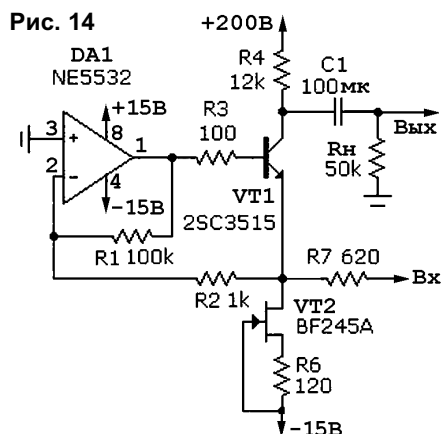 Рис. 14
DA1
NE5532
+15В
3
+
8
1
2
-
4
-15В
R1 100k
R2 1k
R3
100
+200В
R4
12k
C1
100мк
Вых
Rн
50k
VT1
2SC3515
R7 620
Вх
VT2
BF245A
R6
120
-15В